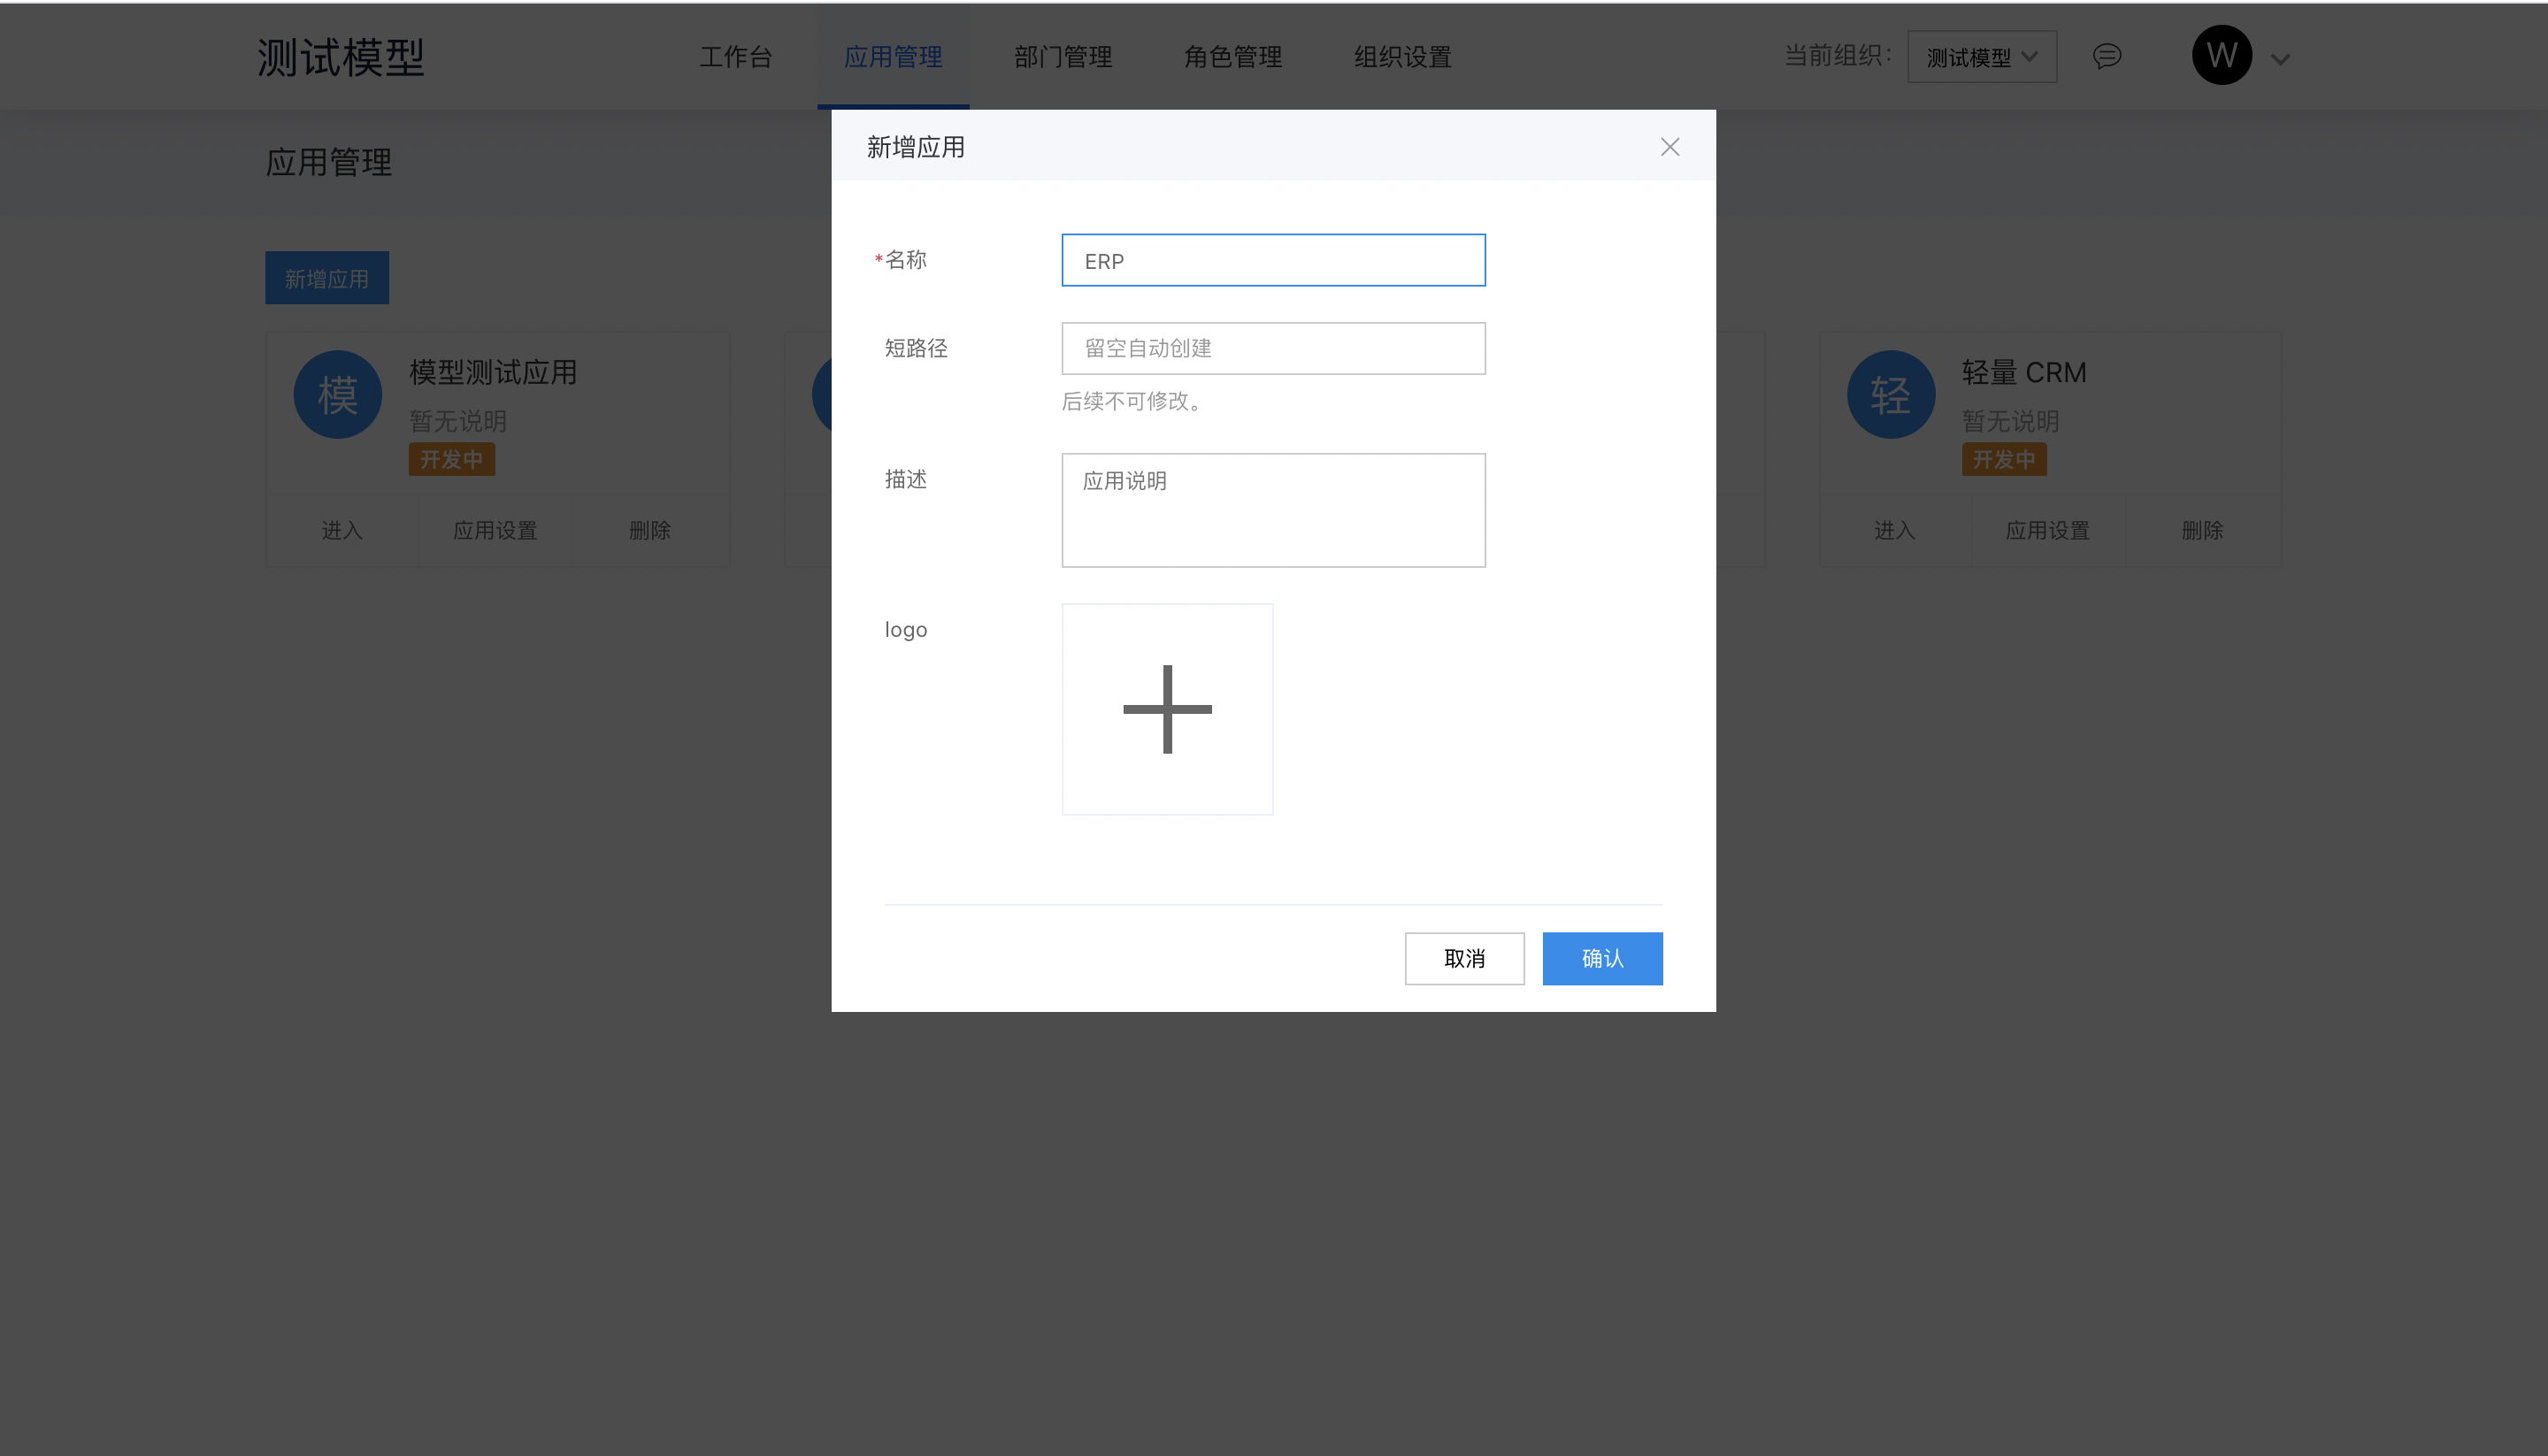 测试模型
工作台 应用管理 部门管理 角色管理 组织设置
当前组织: 测试模型
W
应用管理
新增应用
模
模型测试应用
暂无说明
开发中
进入 应用设置 删除
轻
轻量 CRM
暂无说明
开发中
进入 应用设置 删除
新增应用
*名称 ERP
短路径 留空自动创建
后续不可修改。
描述 应用说明
logo
取消 确认